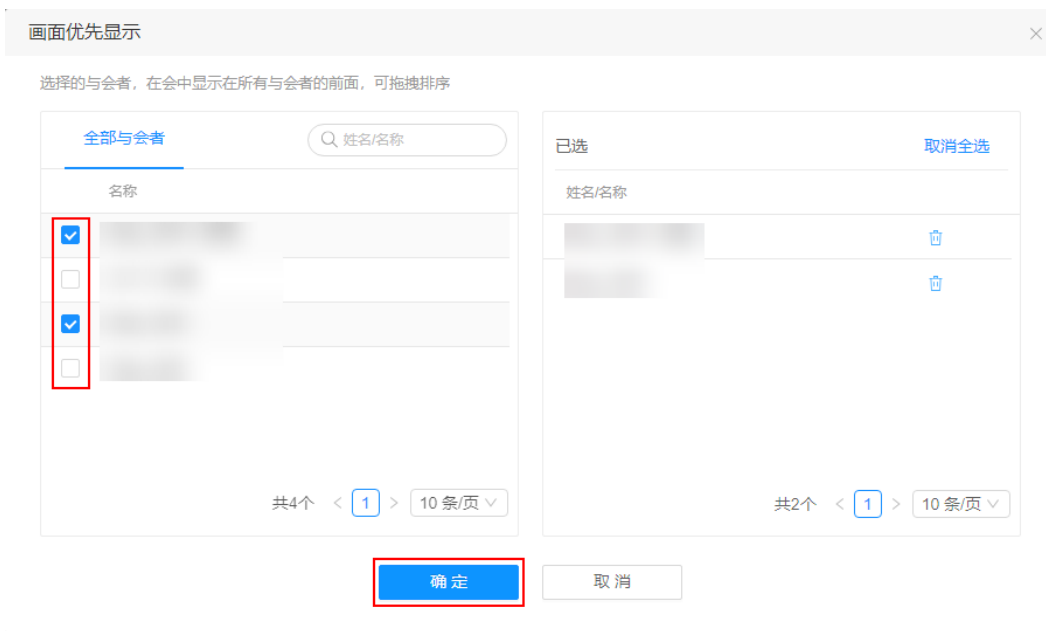 画面优先显示
选择的与会者，在会中显示在所有与会者的前面，可拖拽排序
全部与会者
姓名/名称
名称
共4个 < 1 > 10 条/页
已选
取消全选
姓名/名称
共2个 < 1 > 10 条/页
确 定
取 消